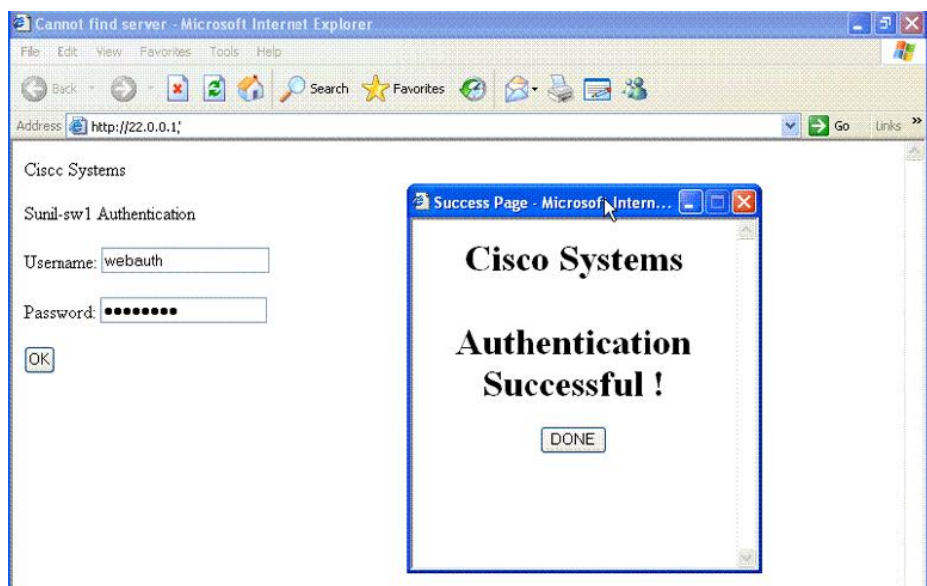 Cannot find server - Microsoft Internet Explorer
File Edit View Favorites Tools Help
Back Search Favorites
Address http://22.0.0.1/ Go Links »
Cisco Systems
Sunil-sw1 Authentication
Username: webauth
Password: ••••••••
OK
Success Page - Microsoft Intern...
Cisco Systems
Authentication
Successful !
DONE